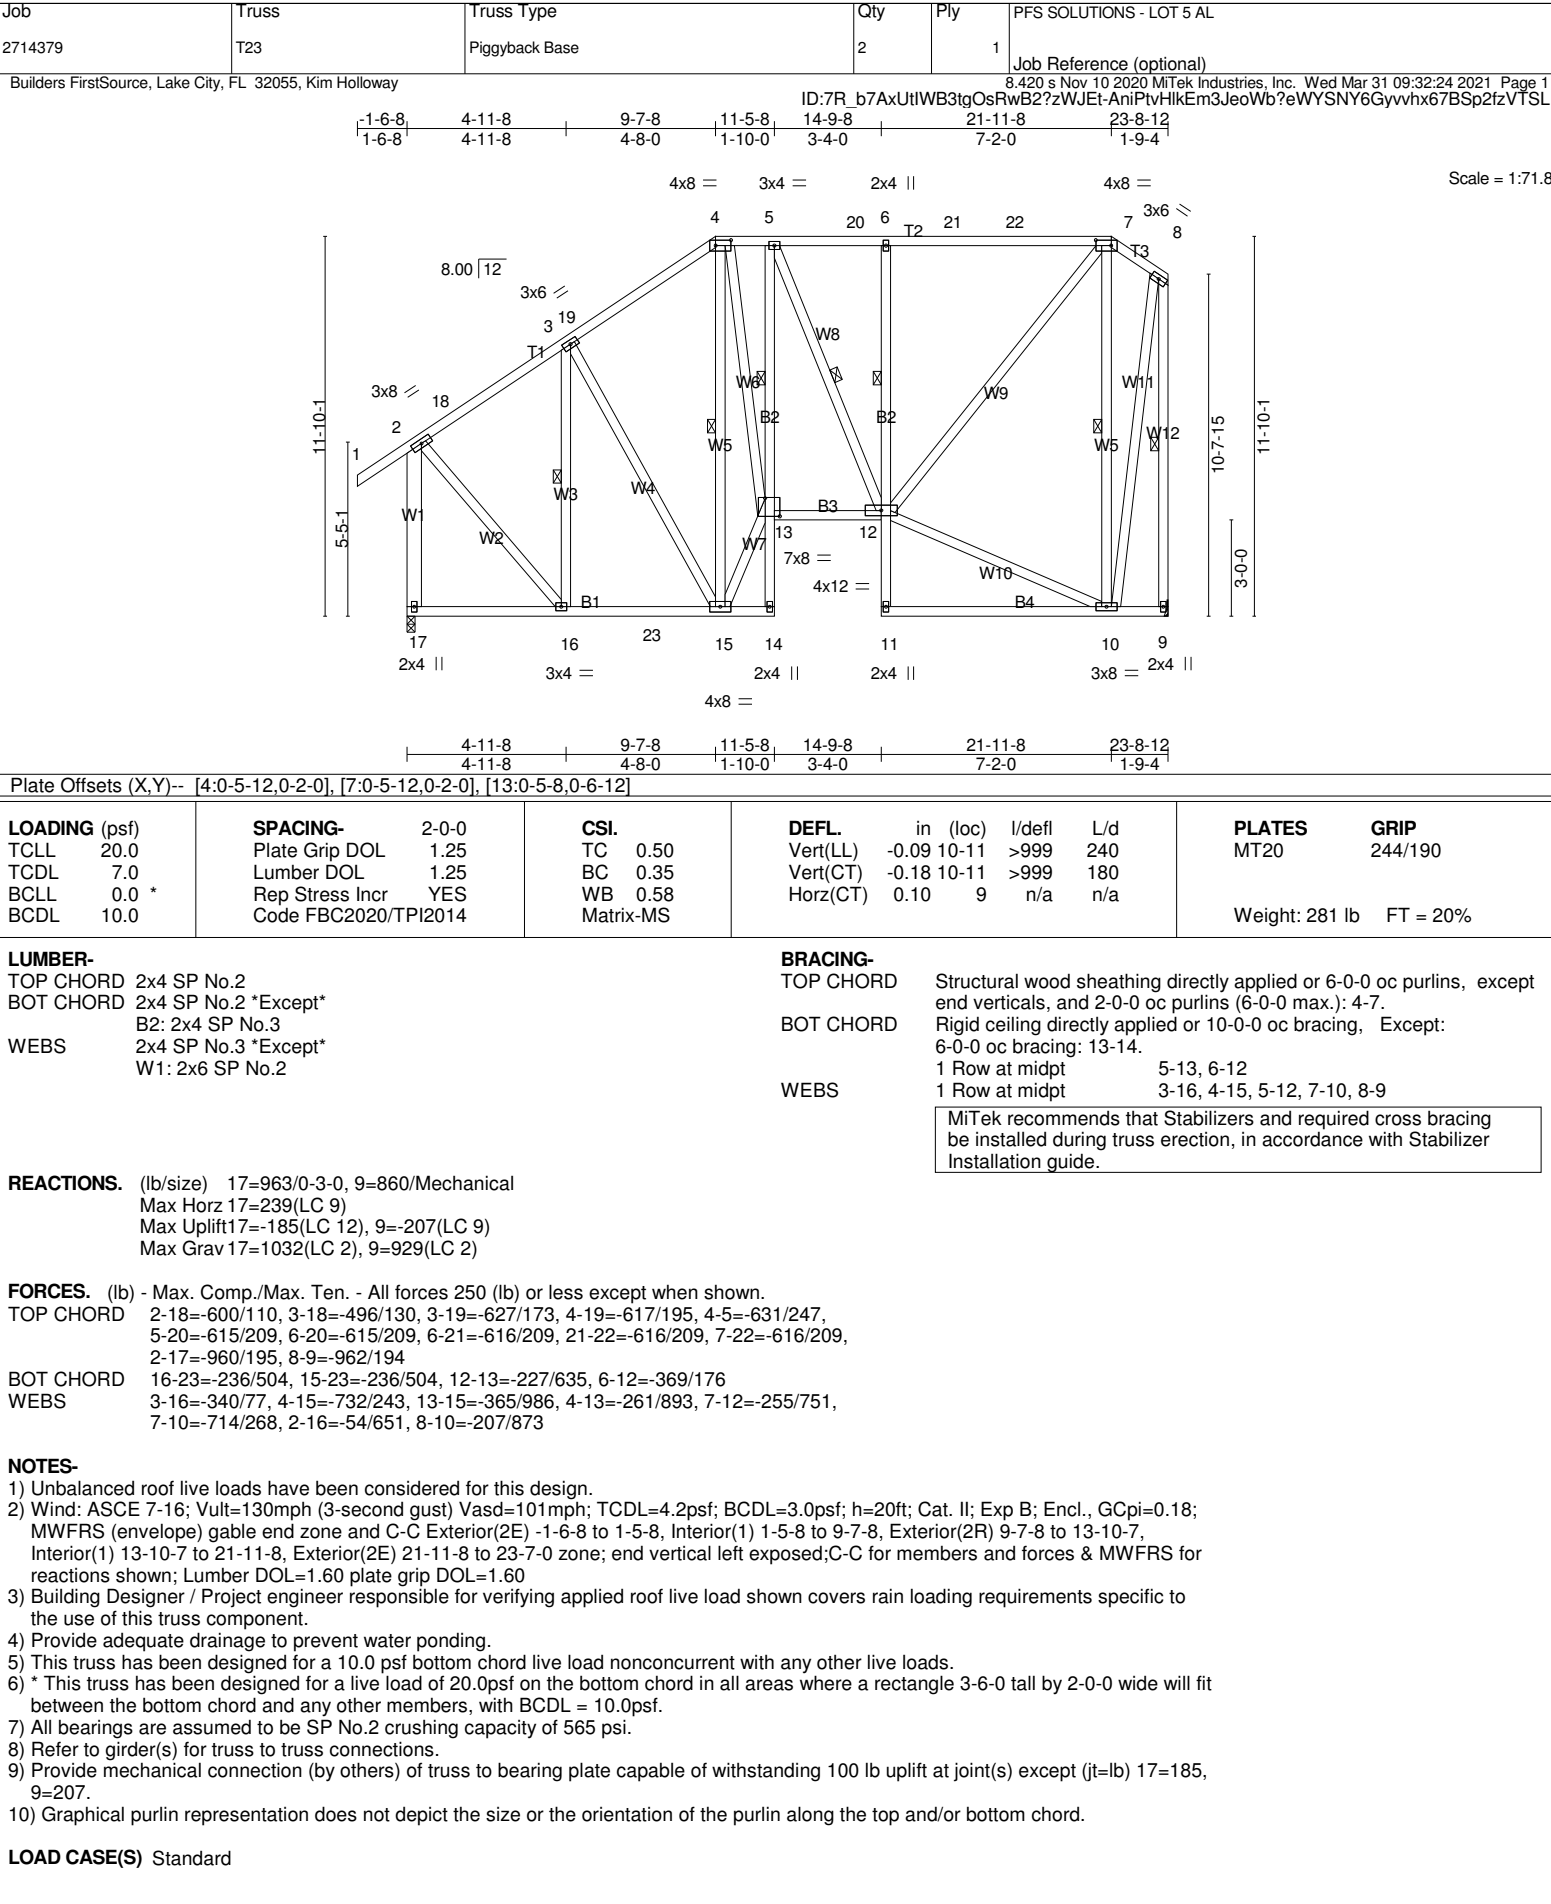 Job Truss Truss Type Qty Ply PFS SOLUTIONS - LOT 5 AL
2714379 T23 Piggyback Base 2 1
Job Reference (optional)
Builders FirstSource, Lake City, FL 32055, Kim Holloway 8.420 s Nov 10 2020 MiTek Industries, Inc. Wed Mar 31 09:32:24 2021 Page 1
ID:7R_b7AxUtIWB3tgOsRwB2?zWJEt-AniPtvHlkEm3JeoWb?eWYSNY6Gyvvhx67BSp2fzVTSL
-1-6-8 4-11-8 9-7-8 11-5-8 14-9-8 21-11-8 23-8-12
1-6-8 4-11-8 4-8-0 1-10-0 3-4-0 7-2-0 1-9-4
Scale = 1:71.8
4x8 = 3x4 = 2x4 || 4x8 =
3x6
4 5 20 6 21 22 7 8
T2
T3
8.00 12
3x6
3 19
T1
W8
3x8
18
W6 W9 W11
2
B2 B2
11-10-1
W5 W5 W12
10-7-15
11-10-1
1
W3 W4
W1
5-5-1
W2
B3
13 12
W7
7x8 =
4x12 =
W10
3-0-0
B1 B4
17 16 23 15 14 11 10 9
2x4 || 3x4 = 2x4 || 2x4 || 3x8 = 2x4 ||
4x8 =
4-11-8 9-7-8 11-5-8 14-9-8 21-11-8 23-8-12
4-11-8 4-8-0 1-10-0 3-4-0 7-2-0 1-9-4
Plate Offsets (X,Y)-- [4:0-5-12,0-2-0], [7:0-5-12,0-2-0], [13:0-5-8,0-6-12]
LOADING (psf) SPACING- 2-0-0 CSI. DEFL. in (loc) l/defl L/d PLATES GRIP
TCLL 20.0 Plate Grip DOL 1.25 TC 0.50 Vert(LL) -0.09 10-11 >999 240 MT20 244/190
TCDL 7.0 Lumber DOL 1.25 BC 0.35 Vert(CT) -0.18 10-11 >999 180
BCLL 0.0 * Rep Stress Incr YES WB 0.58 Horz(CT) 0.10 9 n/a n/a
BCDL 10.0 Code FBC2020/TPI2014 Matrix-MS Weight: 281 lb FT = 20%
LUMBER-
TOP CHORD 2x4 SP No.2
BOT CHORD 2x4 SP No.2 *Except*
B2: 2x4 SP No.3
WEBS 2x4 SP No.3 *Except*
W1: 2x6 SP No.2
BRACING-
TOP CHORD Structural wood sheathing directly applied or 6-0-0 oc purlins, except
end verticals, and 2-0-0 oc purlins (6-0-0 max.): 4-7.
BOT CHORD Rigid ceiling directly applied or 10-0-0 oc bracing, Except:
6-0-0 oc bracing: 13-14.
1 Row at midpt 5-13, 6-12
WEBS 1 Row at midpt 3-16, 4-15, 5-12, 7-10, 8-9
MiTek recommends that Stabilizers and required cross bracing
be installed during truss erection, in accordance with Stabilizer
Installation guide.
REACTIONS. (lb/size) 17=963/0-3-0, 9=860/Mechanical
Max Horz 17=239(LC 9)
Max Uplift17=-185(LC 12), 9=-207(LC 9)
Max Grav 17=1032(LC 2), 9=929(LC 2)
FORCES. (lb) - Max. Comp./Max. Ten. - All forces 250 (lb) or less except when shown.
TOP CHORD 2-18=-600/110, 3-18=-496/130, 3-19=-627/173, 4-19=-617/195, 4-5=-631/247,
5-20=-615/209, 6-20=-615/209, 6-21=-616/209, 21-22=-616/209, 7-22=-616/209,
2-17=-960/195, 8-9=-962/194
BOT CHORD 16-23=-236/504, 15-23=-236/504, 12-13=-227/635, 6-12=-369/176
WEBS 3-16=-340/77, 4-15=-732/243, 13-15=-365/986, 4-13=-261/893, 7-12=-255/751,
7-10=-714/268, 2-16=-54/651, 8-10=-207/873
NOTES-
1) Unbalanced roof live loads have been considered for this design.
2) Wind: ASCE 7-16; Vult=130mph (3-second gust) Vasd=101mph; TCDL=4.2psf; BCDL=3.0psf; h=20ft; Cat. II; Exp B; Encl., GCpi=0.18;
MWFRS (envelope) gable end zone and C-C Exterior(2E) -1-6-8 to 1-5-8, Interior(1) 1-5-8 to 9-7-8, Exterior(2R) 9-7-8 to 13-10-7,
Interior(1) 13-10-7 to 21-11-8, Exterior(2E) 21-11-8 to 23-7-0 zone; end vertical left exposed;C-C for members and forces & MWFRS for
reactions shown; Lumber DOL=1.60 plate grip DOL=1.60
3) Building Designer / Project engineer responsible for verifying applied roof live load shown covers rain loading requirements specific to
the use of this truss component.
4) Provide adequate drainage to prevent water ponding.
5) This truss has been designed for a 10.0 psf bottom chord live load nonconcurrent with any other live loads.
6) * This truss has been designed for a live load of 20.0psf on the bottom chord in all areas where a rectangle 3-6-0 tall by 2-0-0 wide will fit
between the bottom chord and any other members, with BCDL = 10.0psf.
7) All bearings are assumed to be SP No.2 crushing capacity of 565 psi.
8) Refer to girder(s) for truss to truss connections.
9) Provide mechanical connection (by others) of truss to bearing plate capable of withstanding 100 lb uplift at joint(s) except (jt=lb) 17=185,
9=207.
10) Graphical purlin representation does not depict the size or the orientation of the purlin along the top and/or bottom chord.
LOAD CASE(S) Standard